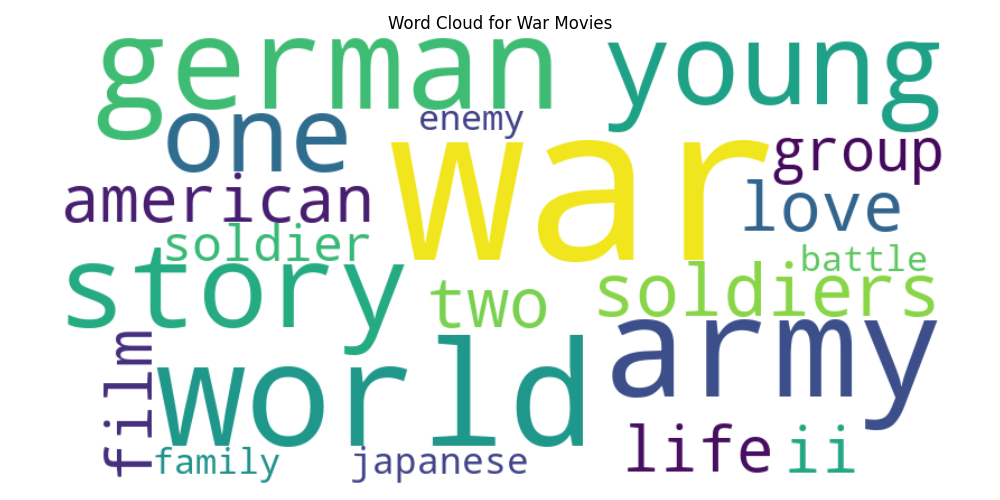 Word Cloud for War Movies
german young
one enemy war group
american love
soldier battle
story two soldiers
film world army
family japanese life ii